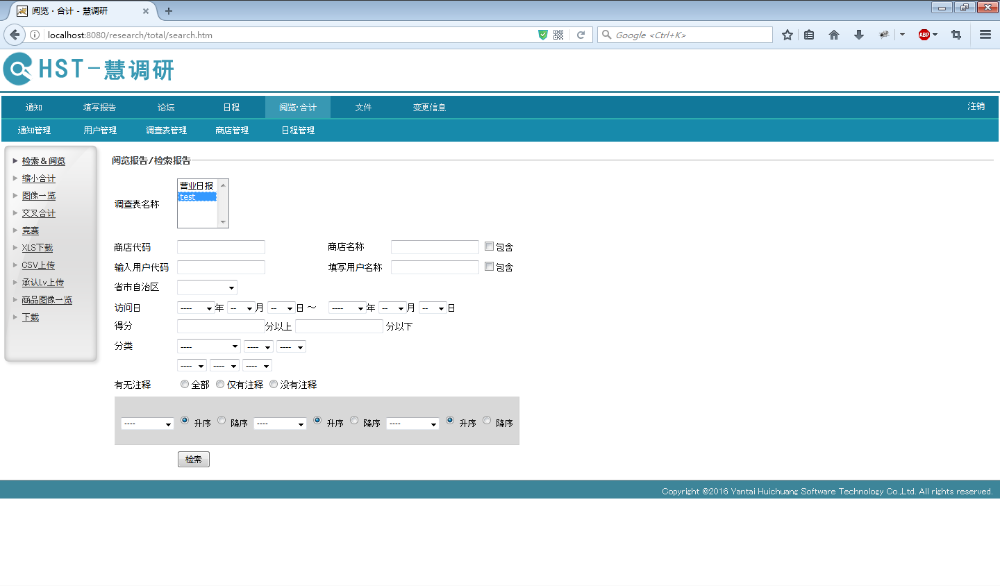 阅览 · 合计 - 慧调研
localhost:8080/research/total/search.htm
Google <Ctrl+K>
ABP
HST-慧调研
通知 填写报告 论坛 日程 阅览·合计 文件 变更信息 注销
通知管理 用户管理 调查表管理 商店管理 日程管理
检索＆阅览
缩小合计
图像一览
交叉合计
竞赛
XLS下载
CSV上传
承认Lv上传
商品图像一览
下载
阅览报告/检索报告
调查表名称
营业日报
test
商店代码 商店名称 包含
输入用户代码 填写用户名称 包含
省市自治区
访问日 ---- 年 -- 月 -- 日 ～ ---- 年 -- 月 -- 日
得分 分以上 分以下
分类 ---- ---- ----
---- ---- ----
有无注释 全部 仅有注释 没有注释
---- 升序 降序 ---- 升序 降序 ---- 升序 降序
检索
Copyright ©2016 Yantai Huichuang Software Technology Co.,Ltd. All rights reserved.